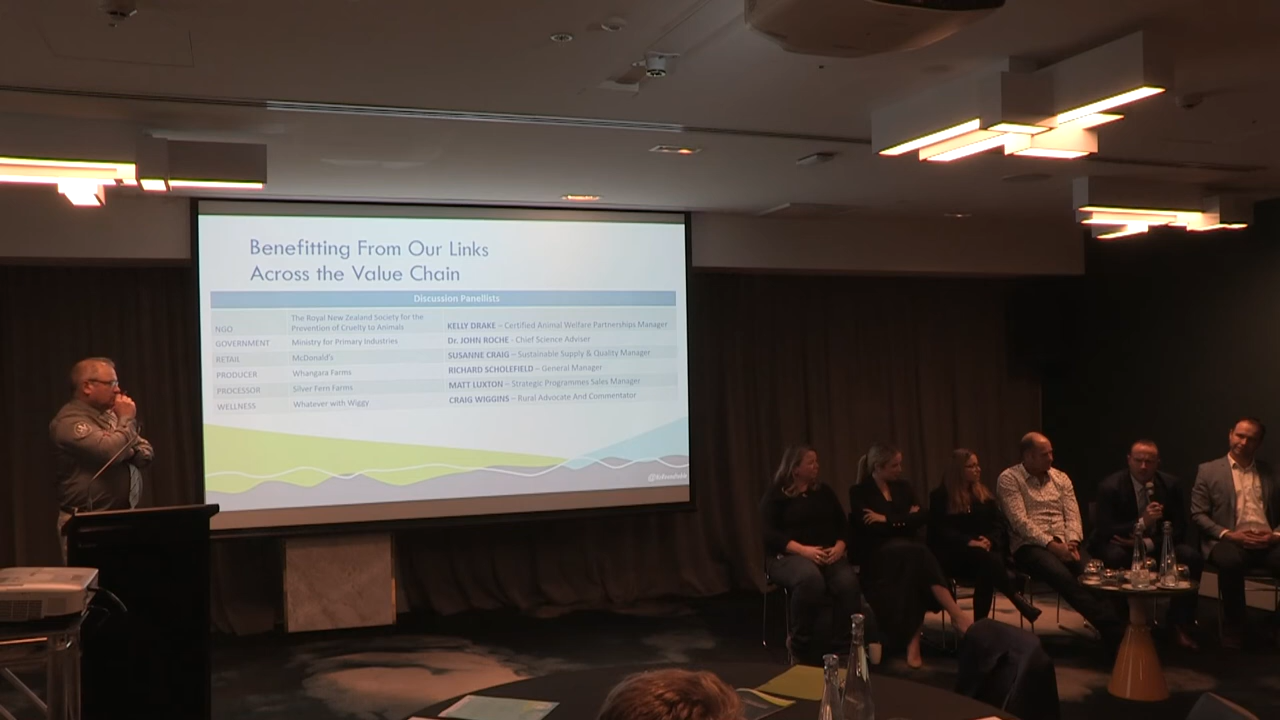 Benefitting From Our Links
Across the Value Chain
Discussion Panellists
NGO The Royal New Zealand Society for the Prevention of Cruelty to Animals KELLY DRAKE – Certified Animal Welfare Partnerships Manager
GOVERNMENT Ministry for Primary Industries Dr. JOHN ROCHE - Chief Science Adviser
RETAIL McDonald's SUSANNE CRAIG – Sustainable Supply & Quality Manager
PRODUCER Whangara Farms RICHARD SCHOLEFIELD – General Manager
PROCESSOR Silver Fern Farms MATT LUXTON – Strategic Programmes Sales Manager
WELLNESS Whatever with Wiggy CRAIG WIGGINS – Rural Advocate And Commentator